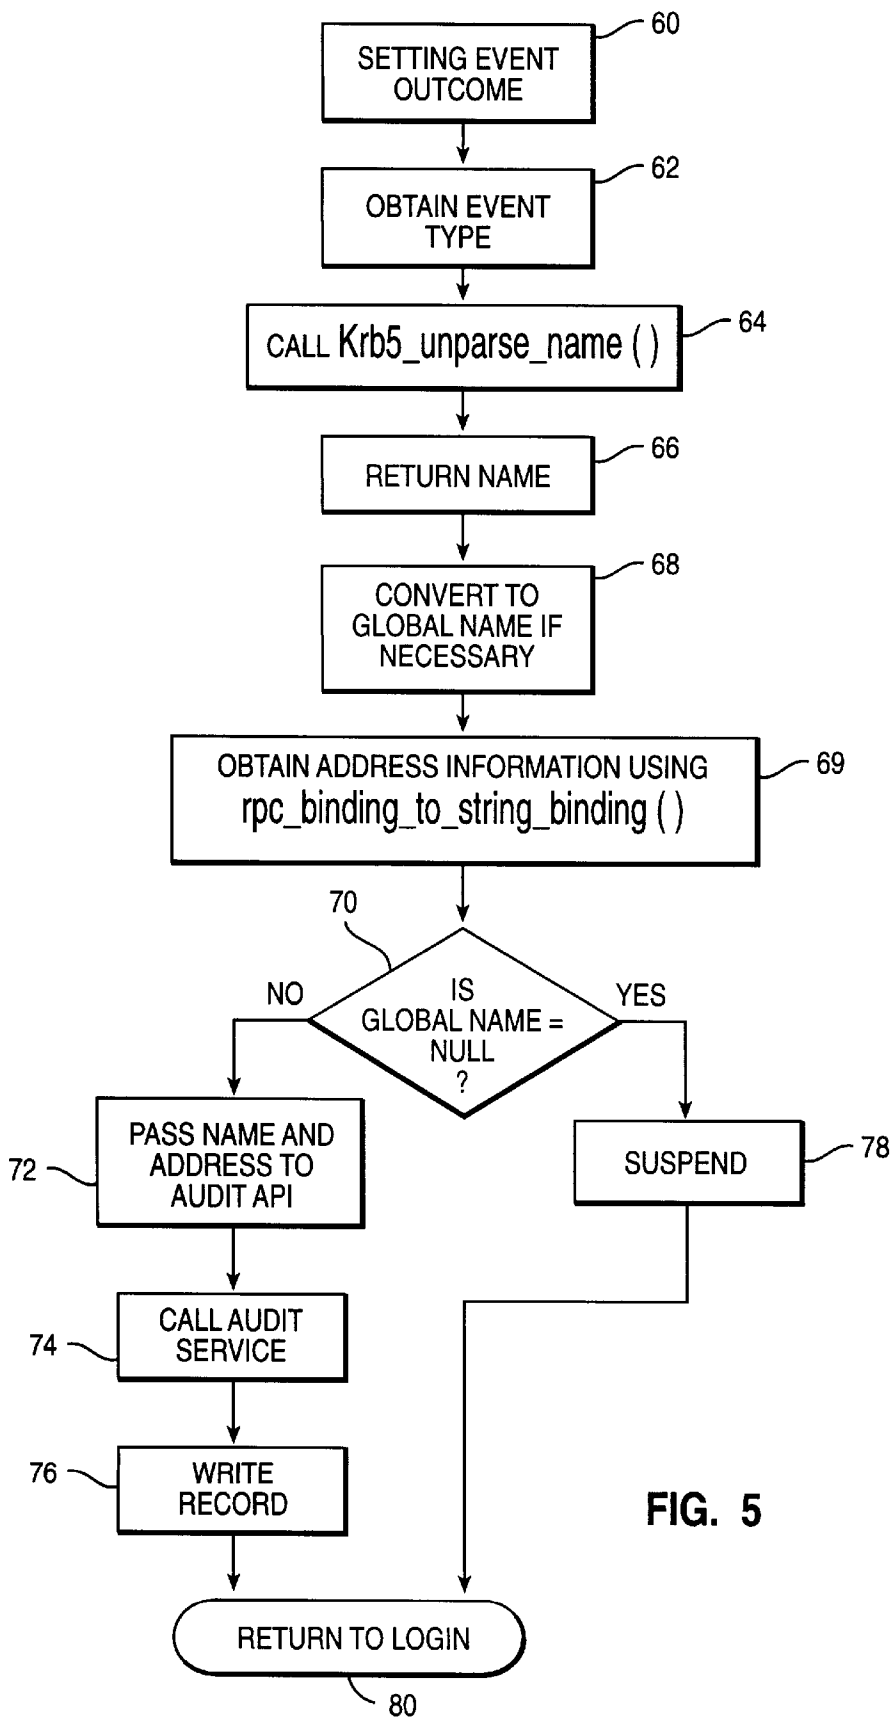 60
SETTING EVENT
OUTCOME
62
OBTAIN EVENT
TYPE
64
CALL Krb5_unparse_name ( )
66
RETURN NAME
68
CONVERT TO
GLOBAL NAME IF
NECESSARY
69
OBTAIN ADDRESS INFORMATION USING
rpc_binding_to_string_binding ( )
70
NO
YES
IS
GLOBAL NAME =
NULL
?
72
PASS NAME AND
ADDRESS TO
AUDIT API
SUSPEND
78
74
CALL AUDIT
SERVICE
76
WRITE
RECORD
FIG. 5
RETURN TO LOGIN
80